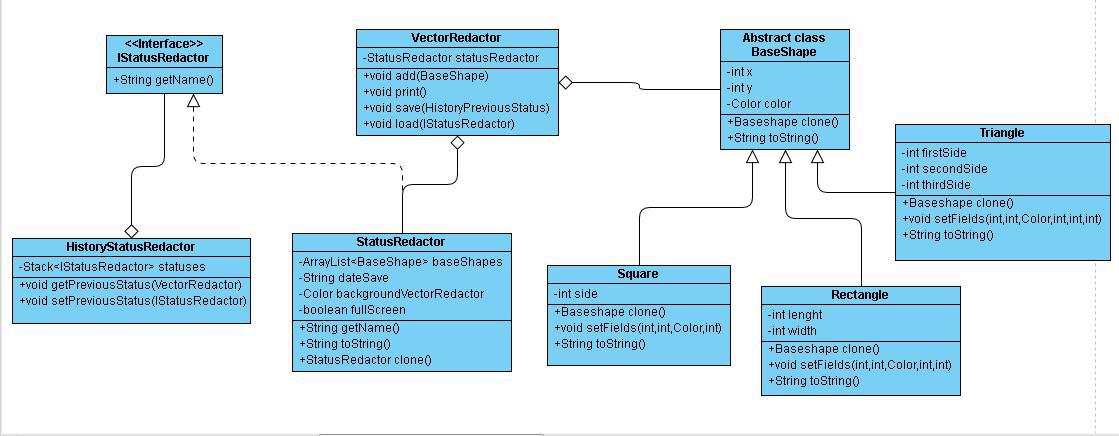 <<Interface>>
IStatusRedactor
+String getName()
VectorRedactor
-StatusRedactor statusRedactor
+void add(BaseShape)
+void print()
+void save(HistoryPreviousStatus)
+void load(IStatusRedactor)
Abstract class
BaseShape
-int x
-int y
-Color color
+Baseshape clone()
+String toString()
Triangle
-int firstSide
-int secondSide
-int thirdSide
+Baseshape clone()
+void setFields(int,int,Color,int,int,int)
+String toString()
HistoryStatusRedactor
-Stack<IStatusRedactor> statuses
+void getPreviousStatus(VectorRedactor)
+void setPreviousStatus(IStatusRedactor)
StatusRedactor
-ArrayList<BaseShape> baseShapes
-String dateSave
-Color backgroundVectorRedactor
-boolean fullScreen
+String getName()
+String toString()
+StatusRedactor clone()
Square
-int side
+Baseshape clone()
+void setFields(int,int,Color,int)
+String toString()
Rectangle
-int lenght
-int width
+Baseshape clone()
+void setFields(int,int,Color,int,int)
+String toString()